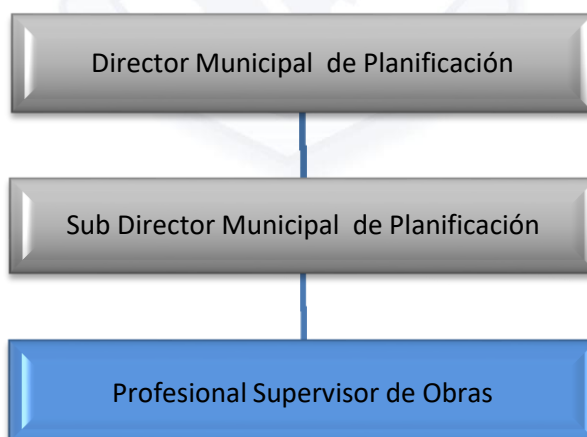 Director Municipal de Planificación
Sub Director Municipal de Planificación
Profesional Supervisor de Obras